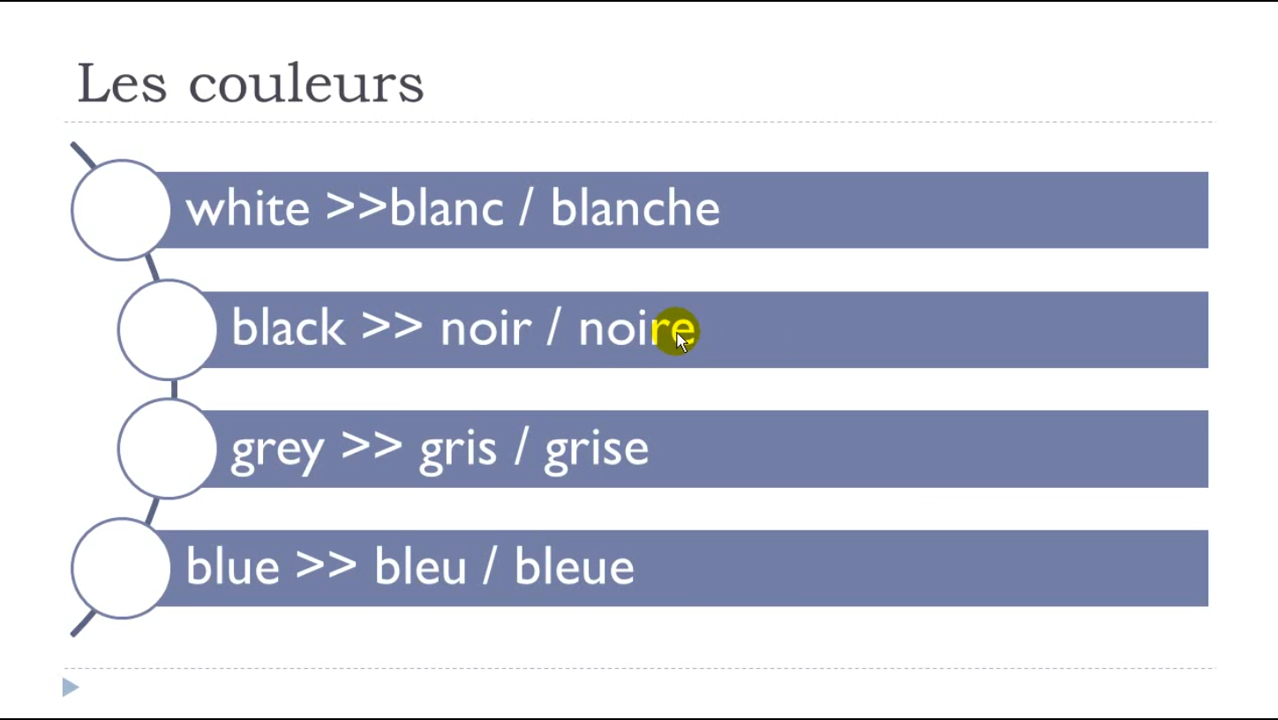 Les couleurs
white >>blanc / blanche
black >> noir / noire
grey >> gris / grise
blue >> bleu / bleue